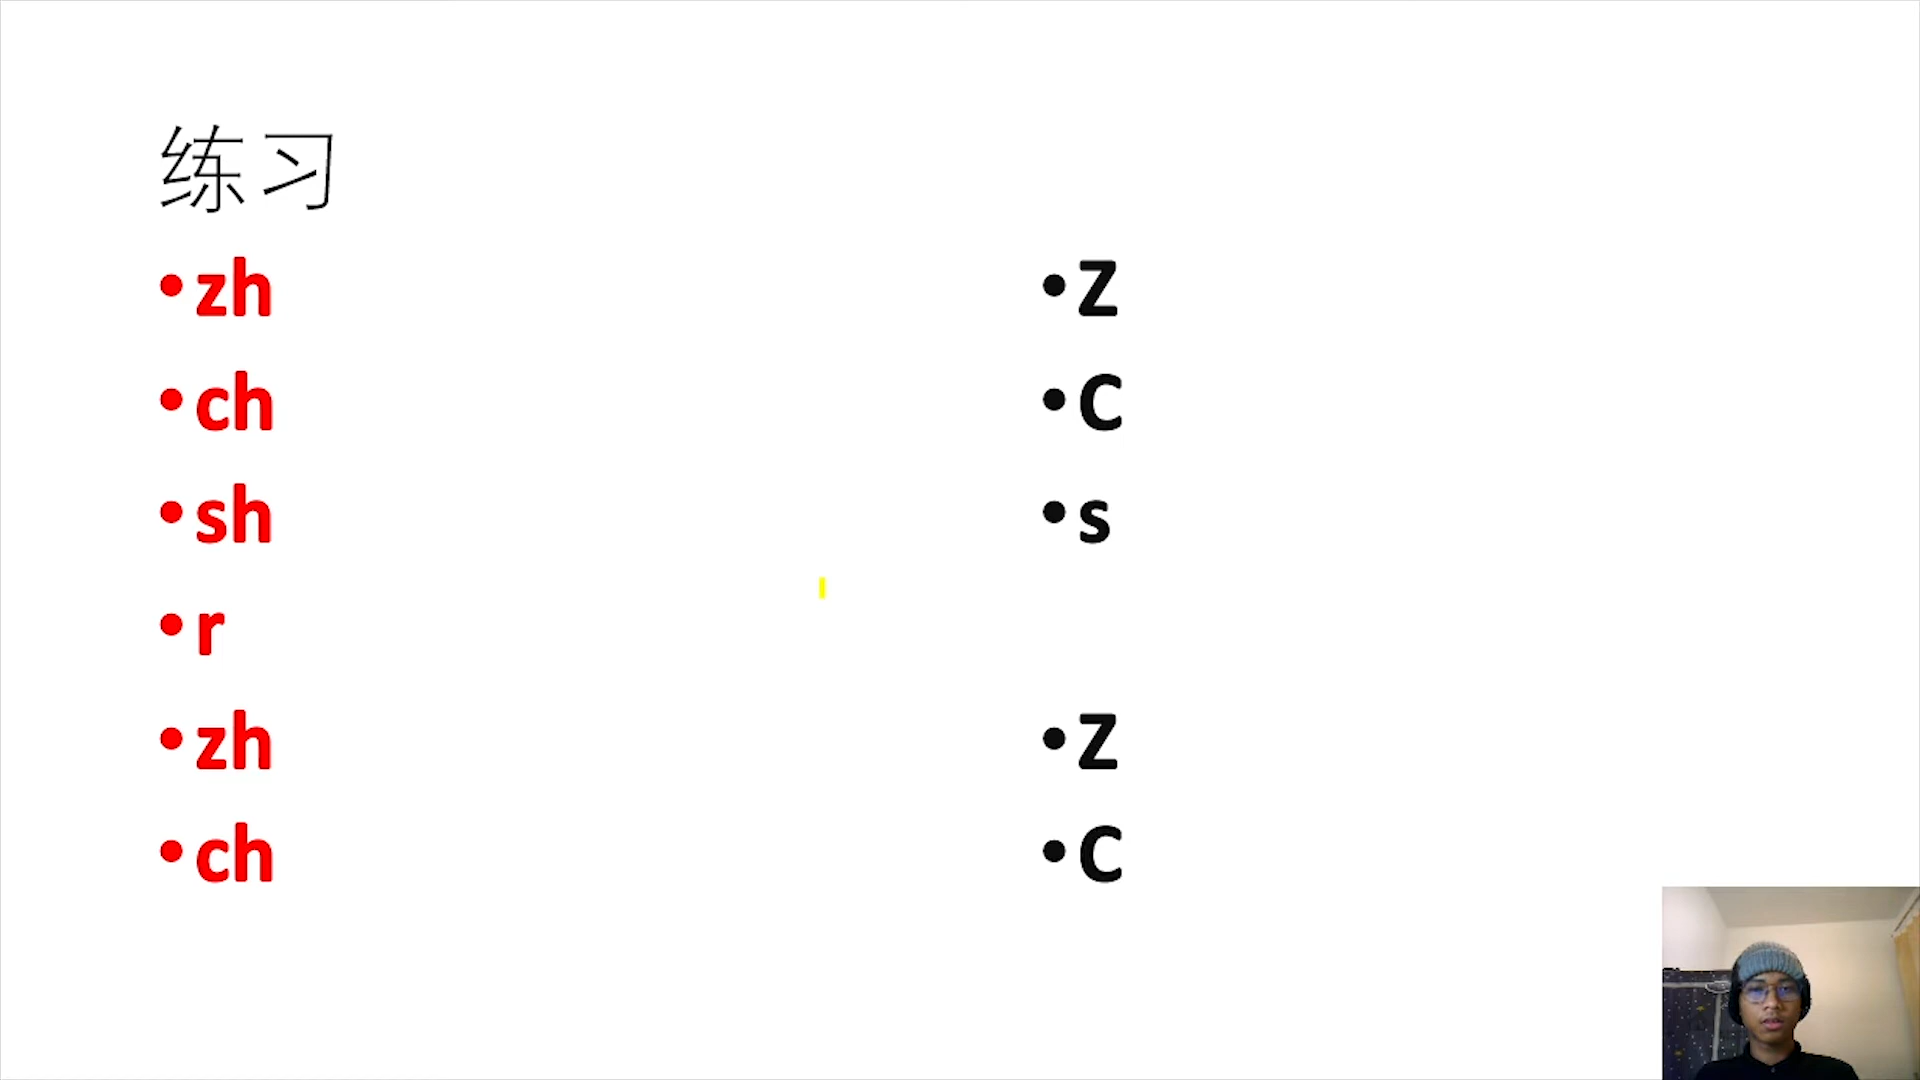 练习
• zh
• ch
• sh
• r
• zh
• ch
• Z
• C
• s
• Z
• C